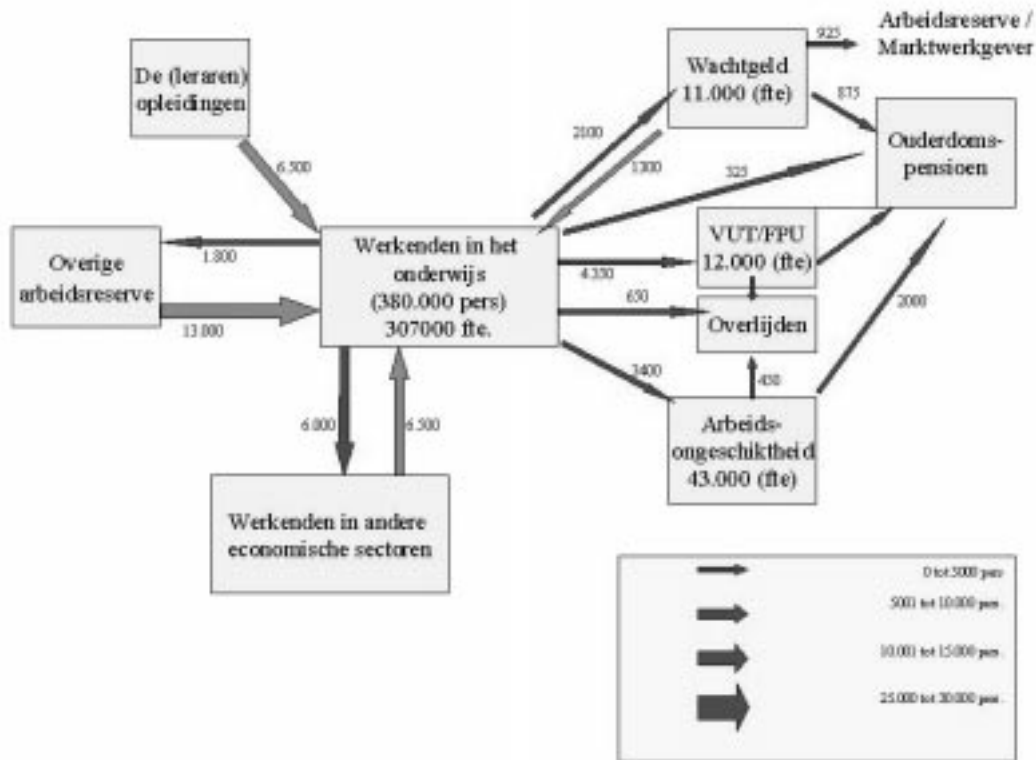 De (leraren)
opleidingen
6.500
Overige
arbeidsreserve
1.800
13.000
Werkenden in het
onderwijs
(380.000 pers)
307000 fte.
6.000
6.500
Werkenden in andere
economische sectoren
Wachtgeld
11.000 (fte)
925
Arbeidsreserve /
Marktwerkgever
875
2100
1300
325
Ouderdoms-
pensioen
4.350
VUT/FPU
12.000 (fte)
650
Overlijden
3400
450
2000
Arbeids-
ongeschiktheid
43.000 (fte)
0 tot 5000 pers
5001 tot 10.000 pers.
10.001 tot 15.000 pers.
25.000 tot 30.000 pers.